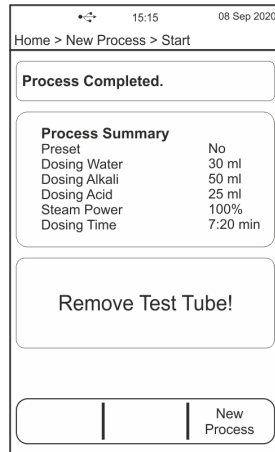 15:15 08 Sep 2020
Home > New Process > Start
Process Completed.
Process Summary
Preset No
Dosing Water 30 ml
Dosing Alkali 50 ml
Dosing Acid 25 ml
Steam Power 100%
Dosing Time 7:20 min
Remove Test Tube!
New
Process